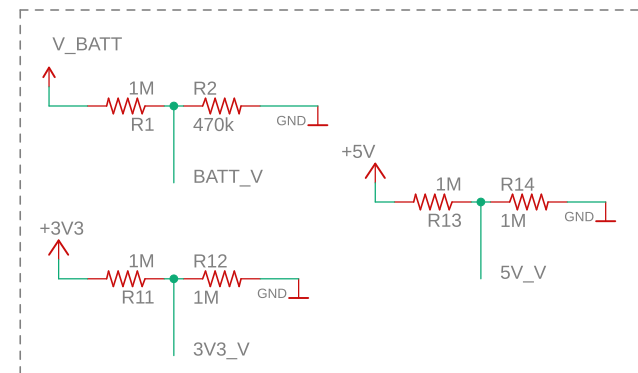 V_BATT
1M
R2
R1
470k
GND
BATT_V
+5V
1M
R14
R13
1M
GND
5V_V
+3V3
1M
R12
R11
1M
GND
3V3_V